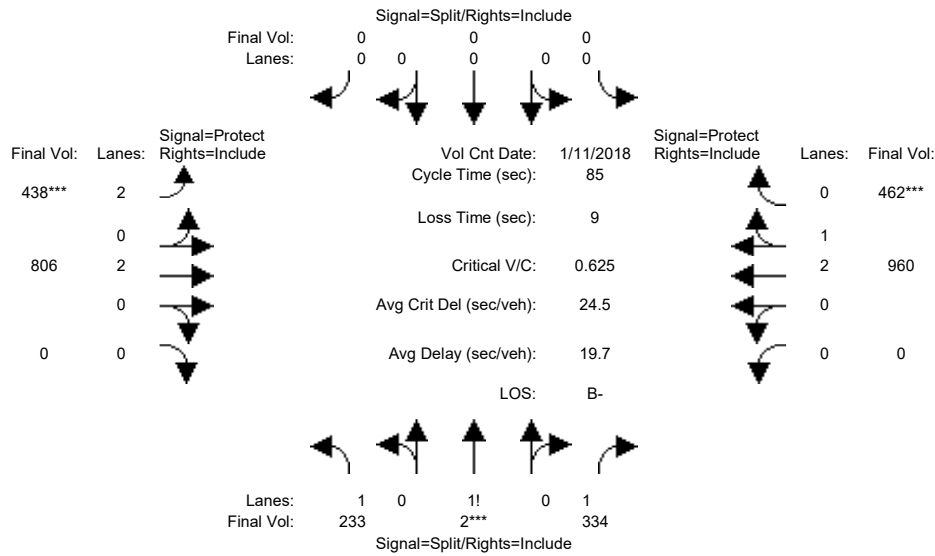 Signal=Split/Rights=Include
Final Vol: 0 0 0
Lanes: 0 0 0 0 0
Signal=Protect Signal=Protect
Final Vol: Lanes: Rights=Include Vol Cnt Date: 1/11/2018 Rights=Include Lanes: Final Vol:
Cycle Time (sec): 85
438*** 2 0 462***
Loss Time (sec): 9
0 1
806 2 Critical V/C: 0.625 2 960
0 Avg Crit Del (sec/veh): 24.5 0
0 0 Avg Delay (sec/veh): 19.7 0 0
LOS: B-
Lanes: 1 0 1! 0 1
Final Vol: 233 2*** 334
Signal=Split/Rights=Include